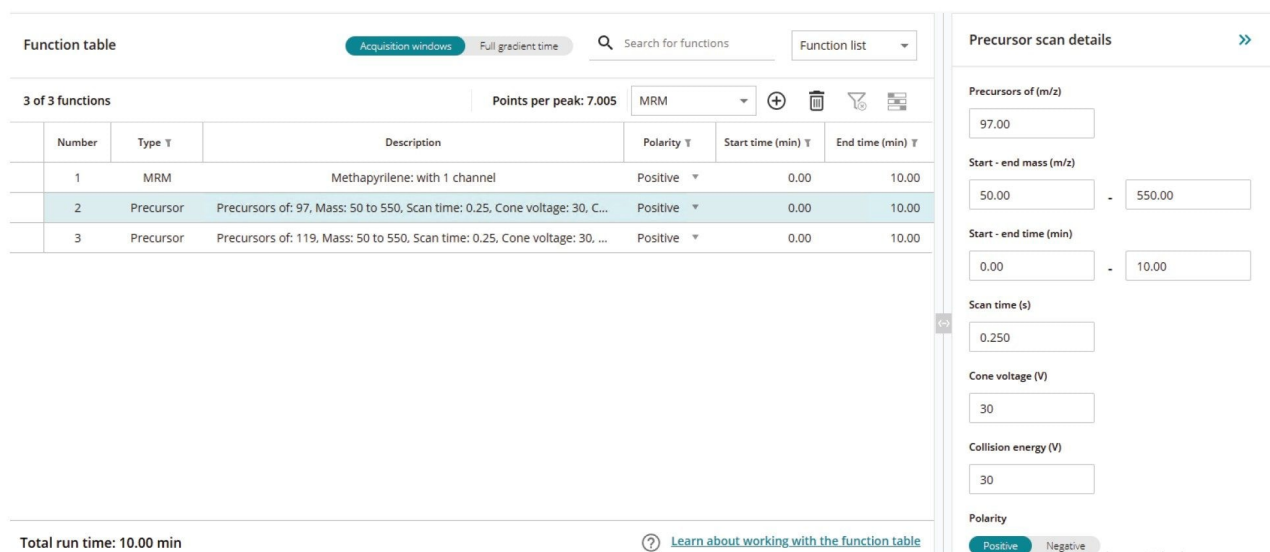 Function table
Acquisition windows Full gradient time
Search for functions
Function list
3 of 3 functions
Points per peak: 7.005
MRM
Number Type Description Polarity Start time (min) End time (min)
1 MRM Methapyrilene: with 1 channel Positive 0.00 10.00
2 Precursor Precursors of: 97, Mass: 50 to 550, Scan time: 0.25, Cone voltage: 30, C... Positive 0.00 10.00
3 Precursor Precursors of: 119, Mass: 50 to 550, Scan time: 0.25, Cone voltage: 30, ... Positive 0.00 10.00
Total run time: 10.00 min
Learn about working with the function table
Precursor scan details
Precursors of (m/z)
97.00
Start - end mass (m/z)
50.00 - 550.00
Start - end time (min)
0.00 - 10.00
Scan time (s)
0.250
Cone voltage (V)
30
Collision energy (V)
30
Polarity
Positive Negative